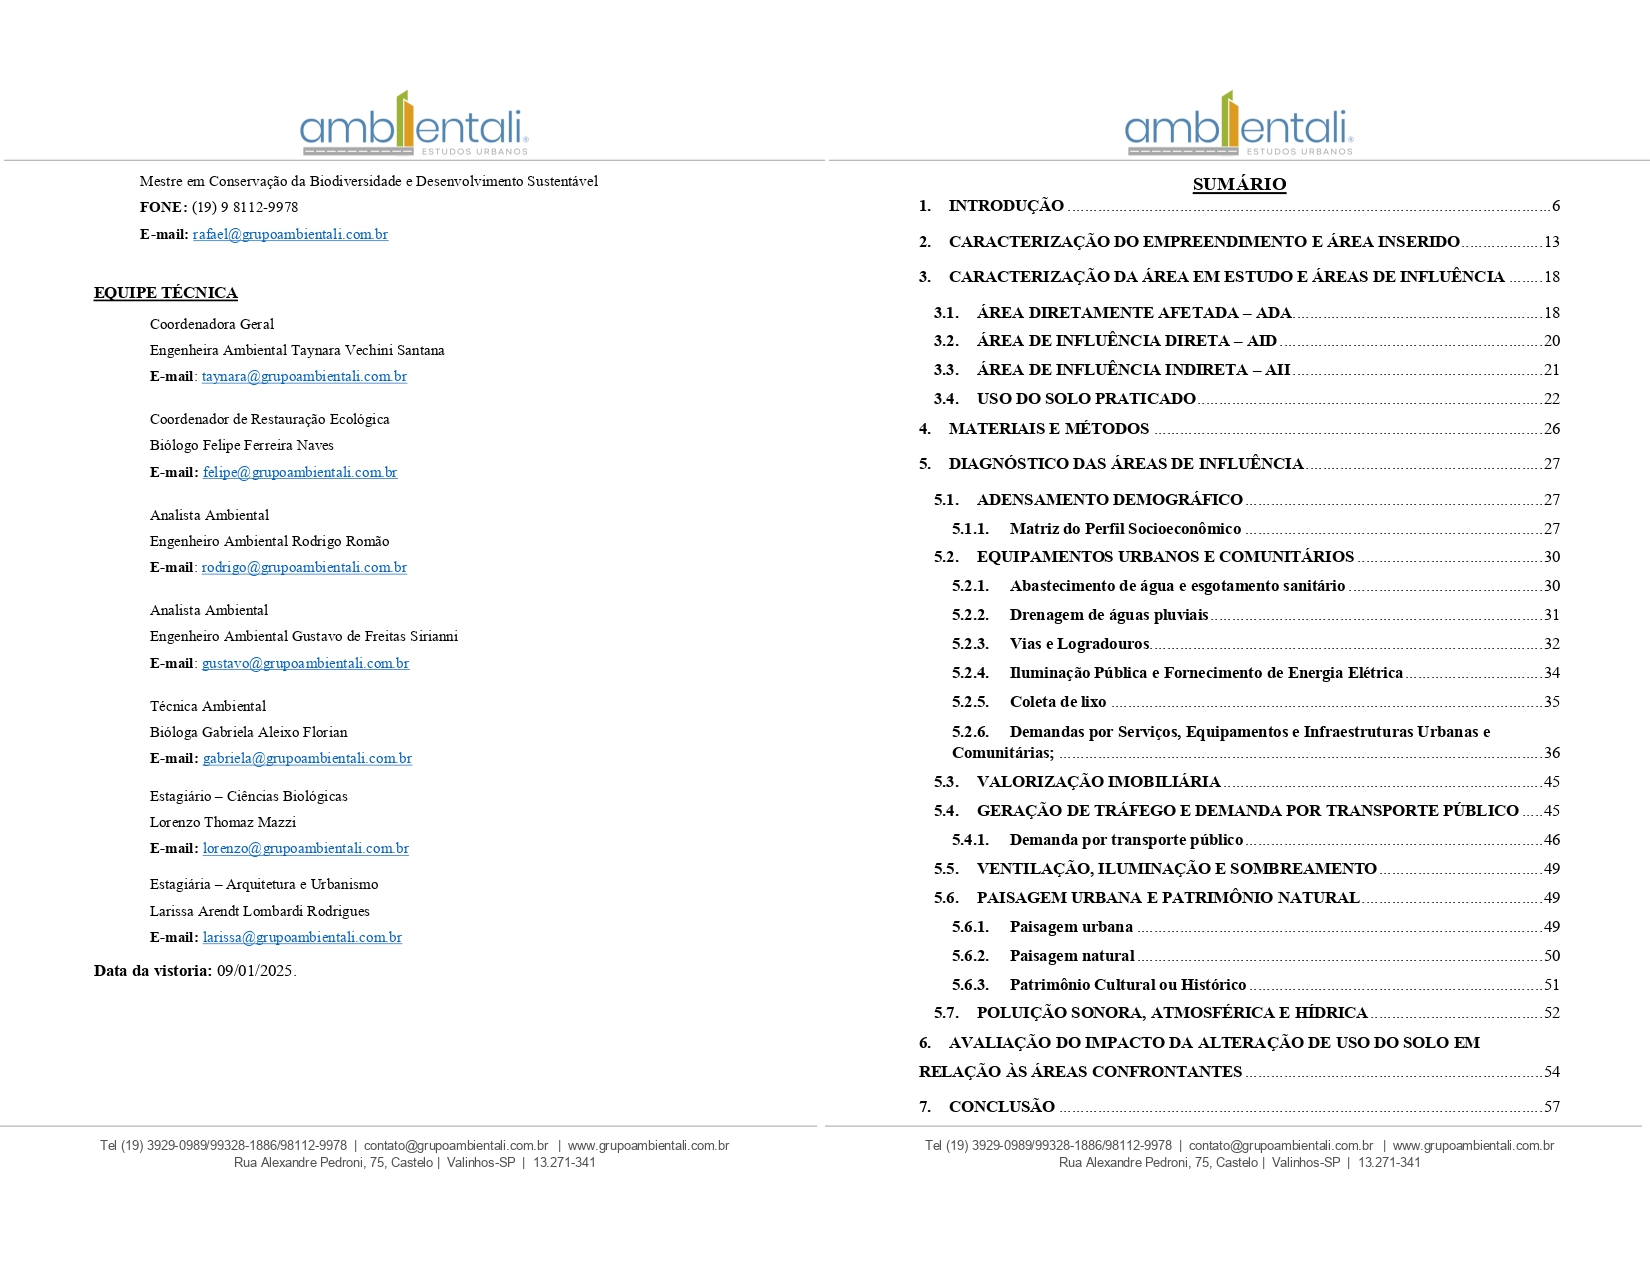 ambientali®
ESTUDOS URBANOS
Mestre em Conservação da Biodiversidade e Desenvolvimento Sustentável
FONE: (19) 9 8112-9978
E-mail: rafael@grupoambientali.com.br
EQUIPE TÉCNICA
Coordenadora Geral
Engenheira Ambiental Taynara Vechini Santana
E-mail: taynara@grupoambientali.com.br
Coordenador de Restauração Ecológica
Biólogo Felipe Ferreira Naves
E-mail: felipe@grupoambientali.com.br
Analista Ambiental
Engenheiro Ambiental Rodrigo Romão
E-mail: rodrigo@grupoambientali.com.br
Analista Ambiental
Engenheiro Ambiental Gustavo de Freitas Sirianni
E-mail: gustavo@grupoambientali.com.br
Técnica Ambiental
Bióloga Gabriela Aleixo Florian
E-mail: gabriela@grupoambientali.com.br
Estagiário – Ciências Biológicas
Lorenzo Thomaz Mazzi
E-mail: lorenzo@grupoambientali.com.br
Estagiária – Arquitetura e Urbanismo
Larissa Arendt Lombardi Rodrigues
E-mail: larissa@grupoambientali.com.br
Data da vistoria: 09/01/2025.
Tel (19) 3929-0989/99328-1886/98112-9978 | contato@grupoambientali.com.br | www.grupoambientali.com.br
Rua Alexandre Pedroni, 75, Castelo | Valinhos-SP | 13.271-341
ambientali®
ESTUDOS URBANOS
SUMÁRIO
1. INTRODUÇÃO ..... 6
2. CARACTERIZAÇÃO DO EMPREENDIMENTO E ÁREA INSERIDO ..... 13
3. CARACTERIZAÇÃO DA ÁREA EM ESTUDO E ÁREAS DE INFLUÊNCIA ..... 18
3.1. ÁREA DIRETAMENTE AFETADA – ADA ..... 18
3.2. ÁREA DE INFLUÊNCIA DIRETA – AID ..... 20
3.3. ÁREA DE INFLUÊNCIA INDIRETA – AII ..... 21
3.4. USO DO SOLO PRATICADO ..... 22
4. MATERIAIS E MÉTODOS ..... 26
5. DIAGNÓSTICO DAS ÁREAS DE INFLUÊNCIA ..... 27
5.1. ADENSAMENTO DEMOGRÁFICO ..... 27
5.1.1. Matriz do Perfil Socioeconômico ..... 27
5.2. EQUIPAMENTOS URBANOS E COMUNITÁRIOS ..... 30
5.2.1. Abastecimento de água e esgotamento sanitário ..... 30
5.2.2. Drenagem de águas pluviais ..... 31
5.2.3. Vias e Logradouros ..... 32
5.2.4. Iluminação Pública e Fornecimento de Energia Elétrica ..... 34
5.2.5. Coleta de lixo ..... 35
5.2.6. Demandas por Serviços, Equipamentos e Infraestruturas Urbanas e
Comunitárias; ..... 36
5.3. VALORIZAÇÃO IMOBILIÁRIA ..... 45
5.4. GERAÇÃO DE TRÁFEGO E DEMANDA POR TRANSPORTE PÚBLICO ..... 45
5.4.1. Demanda por transporte público ..... 46
5.5. VENTILAÇÃO, ILUMINAÇÃO E SOMBREAMENTO ..... 49
5.6. PAISAGEM URBANA E PATRIMÔNIO NATURAL ..... 49
5.6.1. Paisagem urbana ..... 49
5.6.2. Paisagem natural ..... 50
5.6.3. Patrimônio Cultural ou Histórico ..... 51
5.7. POLUIÇÃO SONORA, ATMOSFÉRICA E HÍDRICA ..... 52
6. AVALIAÇÃO DO IMPACTO DA ALTERAÇÃO DE USO DO SOLO EM
RELAÇÃO ÀS ÁREAS CONFRONTANTES ..... 54
7. CONCLUSÃO ..... 57
Tel (19) 3929-0989/99328-1886/98112-9978 | contato@grupoambientali.com.br | www.grupoambientali.com.br
Rua Alexandre Pedroni, 75, Castelo | Valinhos-SP | 13.271-341